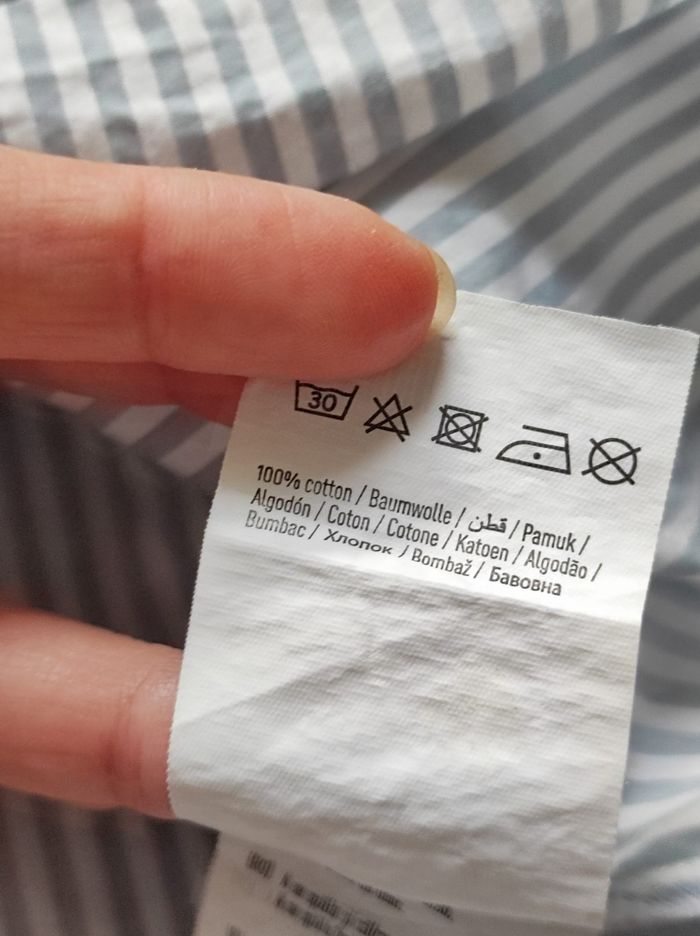 30
100% cotton / Baumwolle / قطن / Pamuk /
Algodón / Coton / Cotone / Katoen / Algodão /
Bumbac / Хлопок / Bombaž / Бавовна